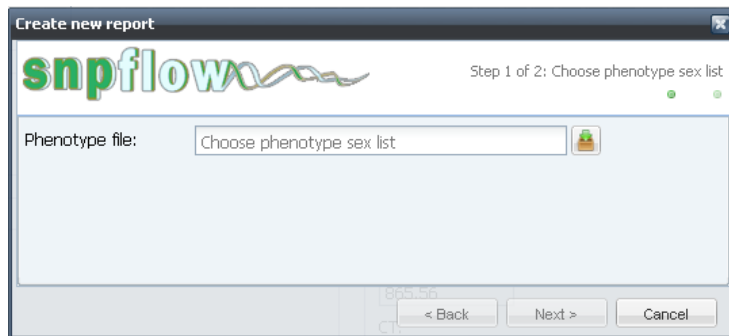 Create new report
snpflow
Step 1 of 2: Choose phenotype sex list
Phenotype file:
Choose phenotype sex list
865.56
CT:
< Back
Next >
Cancel